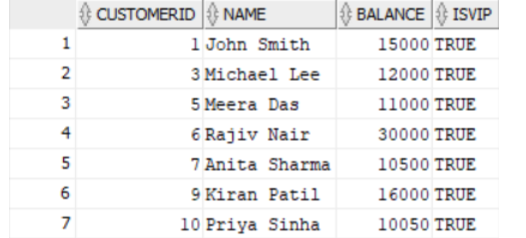 CUSTOMERID NAME BALANCE ISVIP
1 1 John Smith 15000 TRUE
2 3 Michael Lee 12000 TRUE
3 5 Meera Das 11000 TRUE
4 6 Rajiv Nair 30000 TRUE
5 7 Anita Sharma 10500 TRUE
6 9 Kiran Patil 16000 TRUE
7 10 Priya Sinha 10050 TRUE